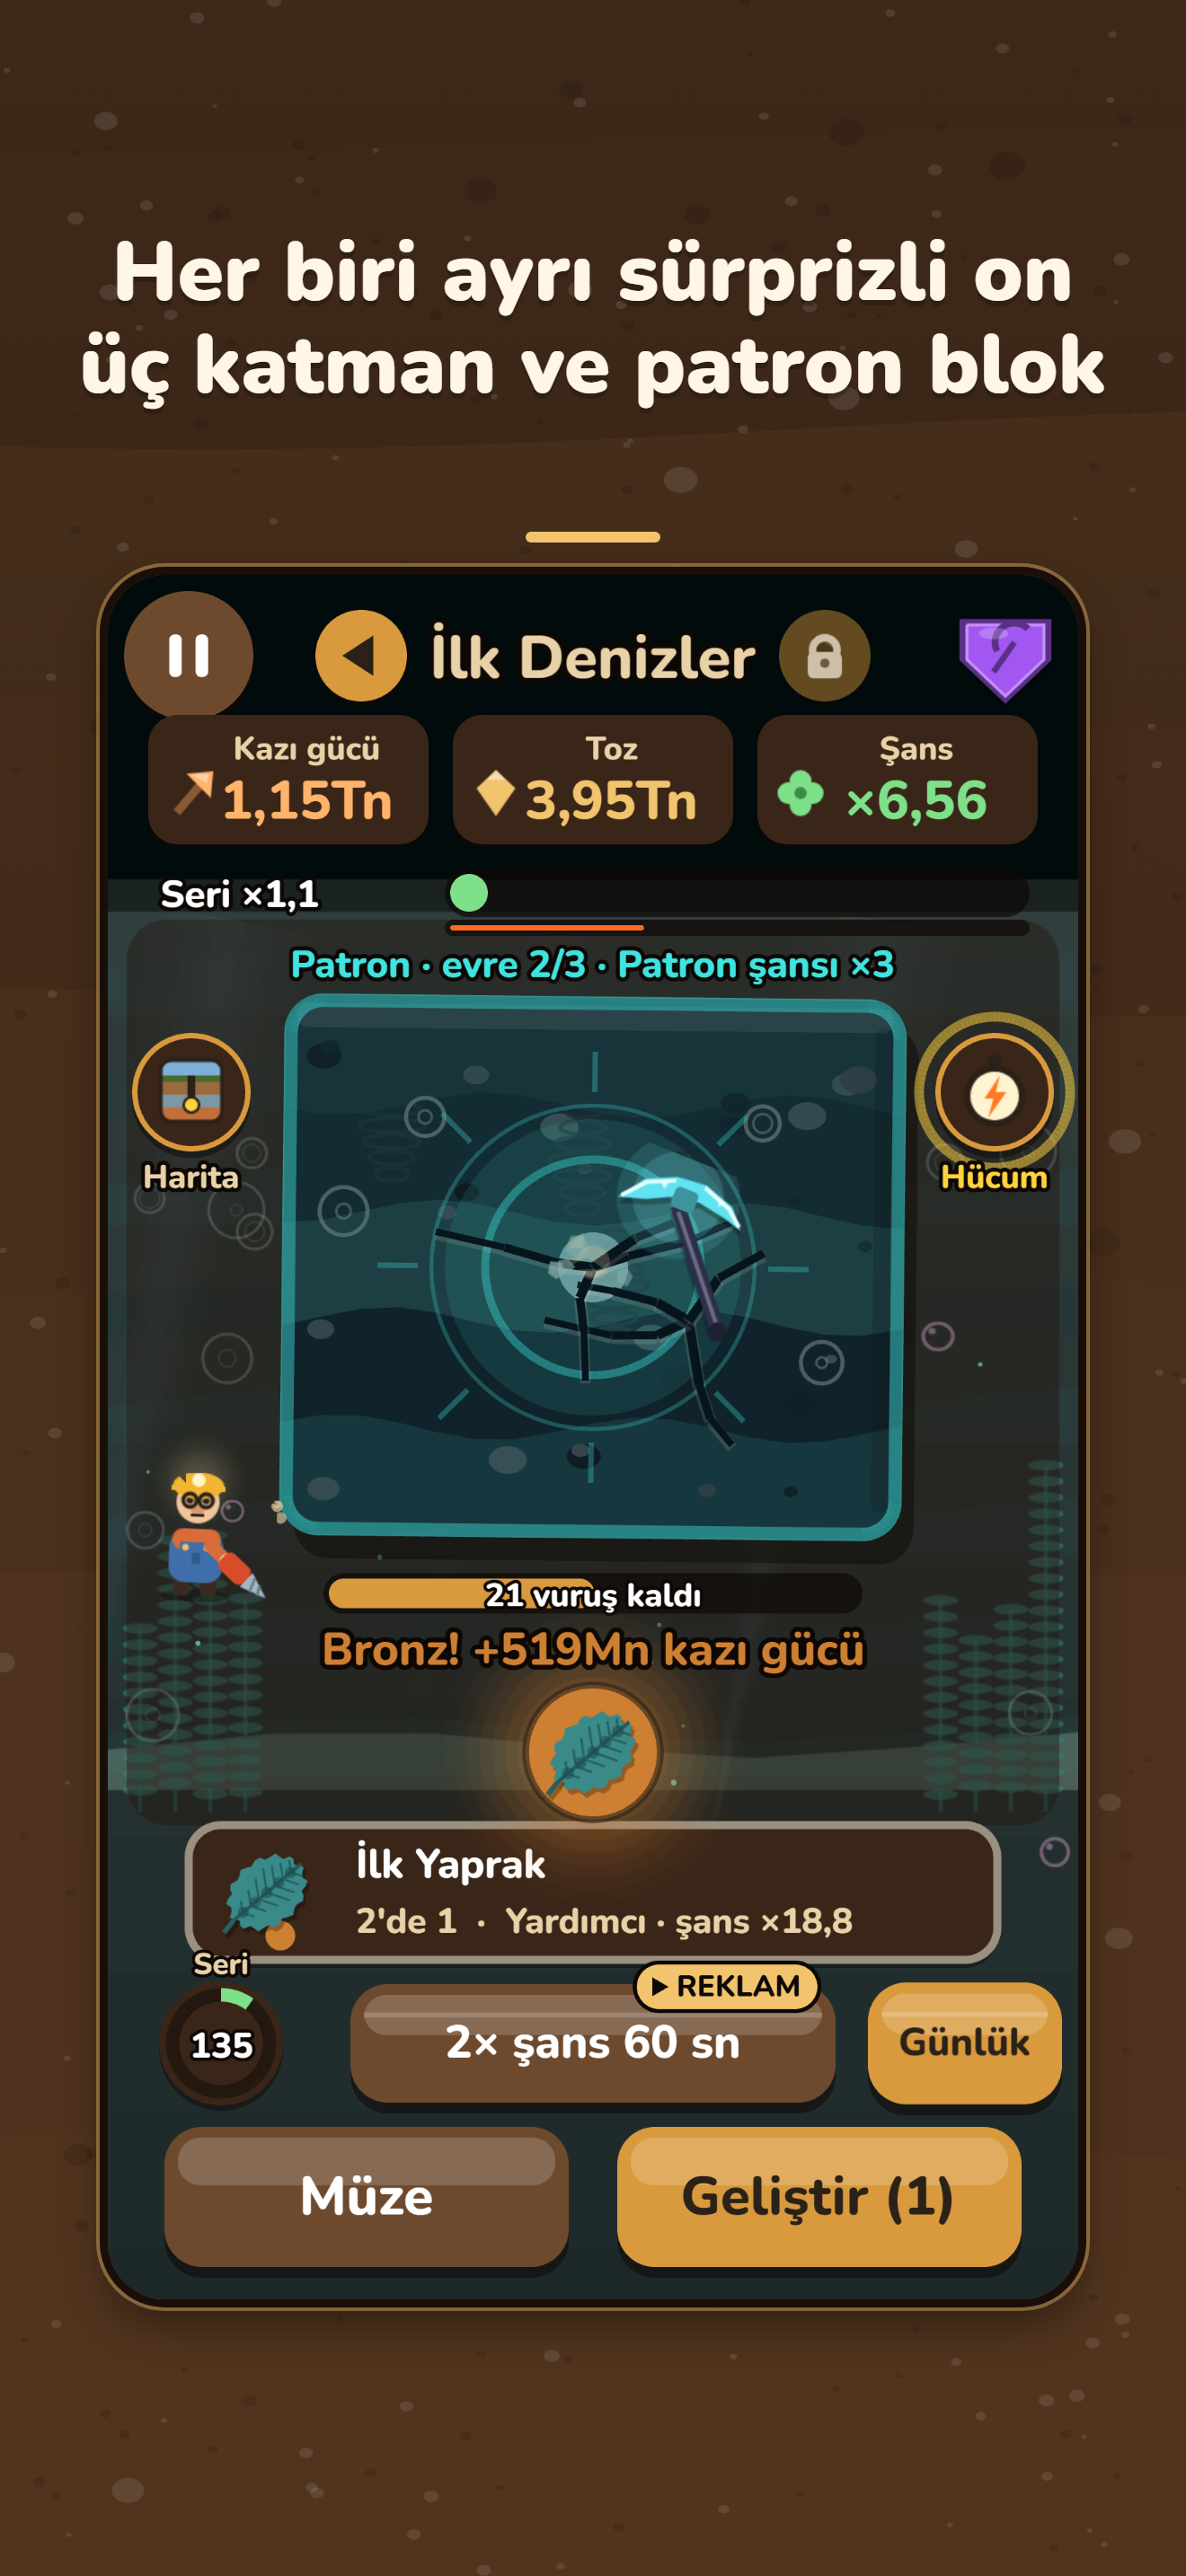 Her biri ayrı sürprizli on
üç katman ve patron blok
İlk Denizler
Kazı gücü
1,15Tn
Toz
3,95Tn
Şans
×6,56
Seri ×1,1
Patron · evre 2/3 · Patron şansı ×3
Harita
Hücum
21 vuruş kaldı
Bronz! +519Mn kazı gücü
İlk Yaprak
2'de 1 · Yardımcı · şans ×18,8
Seri
135
REKLAM
2× şans 60 sn
Günlük
Müze
Geliştir (1)